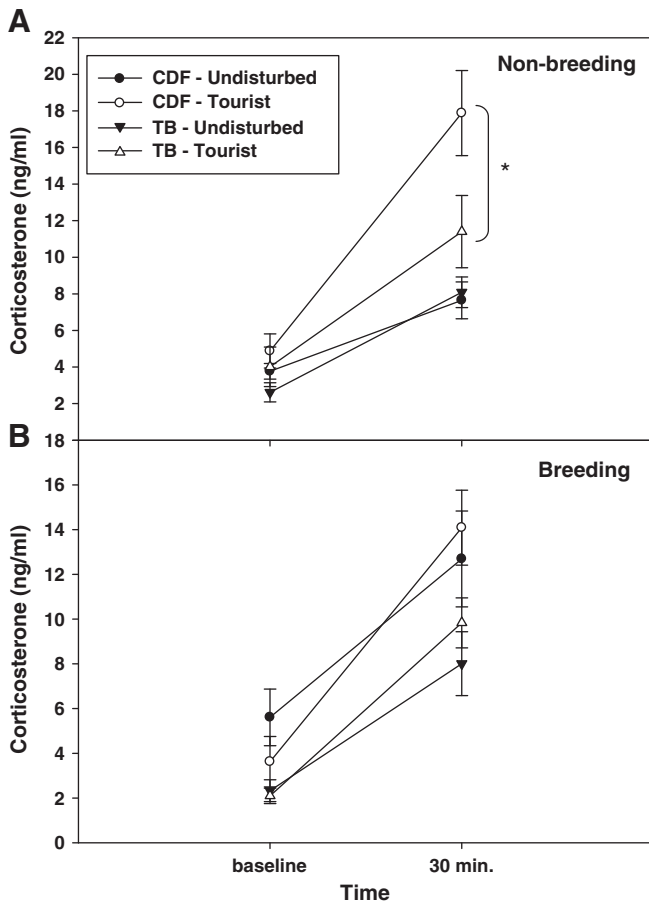 A
22
20
18
16
14
12
10
8
6
4
2
Corticosterone (ng/ml)
CDF - Undisturbed
CDF - Tourist
TB - Undisturbed
TB - Tourist
Non-breeding
*
B
18
16
14
12
10
8
6
4
2
0
Corticosterone (ng/ml)
Breeding
baseline 30 min.
Time